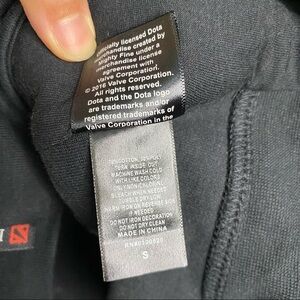 Officially licensed Dota
merchandise created by
Mighty Fine under a
license agreement with
Valve Corporation.
© 2016 Valve Corporation.
All rights reserved.
Dota and the Dota logo
are trademarks and/or
registered trademarks of
Valve Corporation in the
TURN INSIDE OUT
MACHINE WASH COLD
WITH LIKE COLORS
ONLY NON CHLORINE
BLEACH WHEN NEEDED
TUMBLE DRY LOW
WARM IRON ON REVERSE SIDE
IF NEEDED
DO NOT IRON DECORATION
DO NOT DRY CLEAN
MADE IN CHINA
S